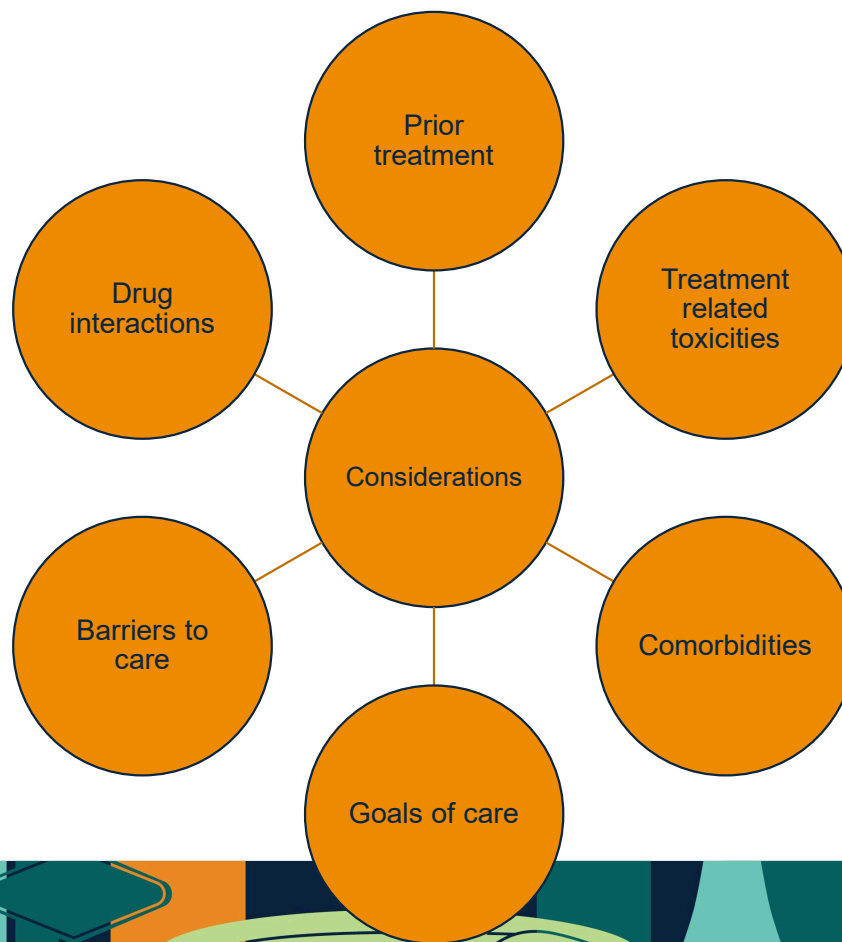 Prior
treatment
Drug
interactions
Treatment
related
toxicities
Considerations
Barriers to
care
Comorbidities
Goals of care